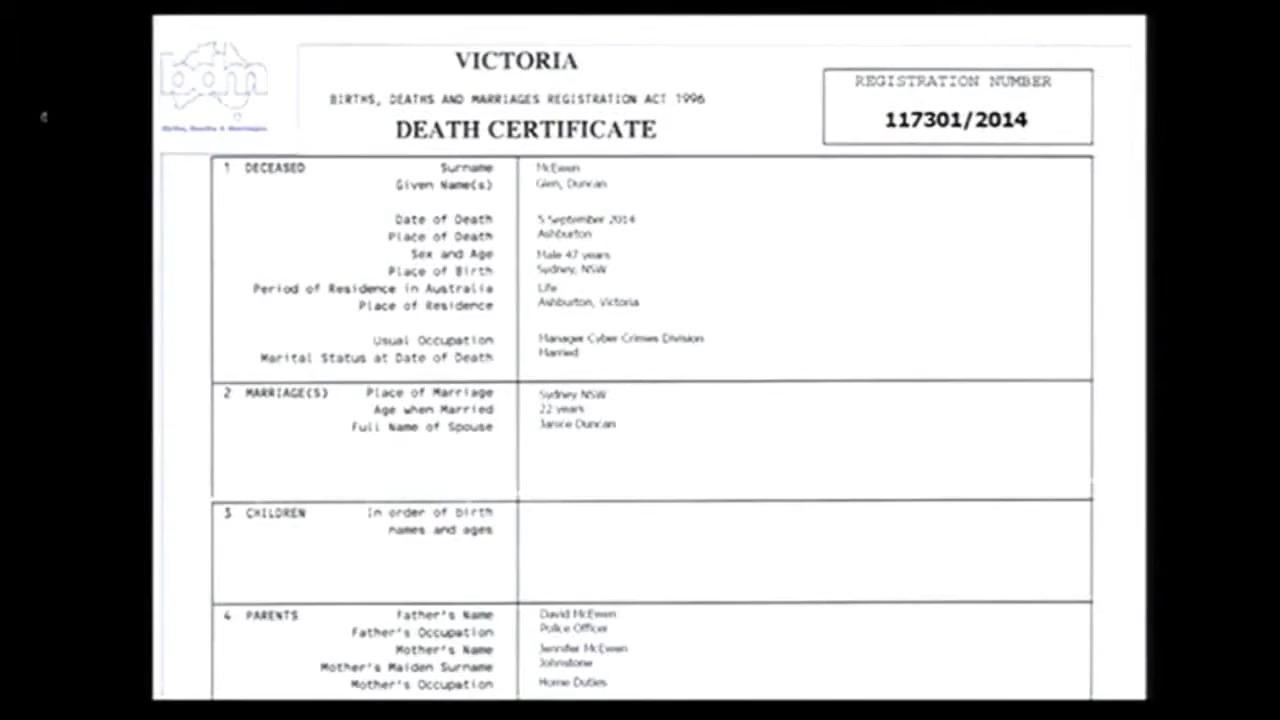 bdm
Births, Deaths & Marriages
VICTORIA
BIRTHS, DEATHS AND MARRIAGES REGISTRATION ACT 1996
DEATH CERTIFICATE
REGISTRATION NUMBER
117301/2014
1 DECEASED Surname McEwen
Given Name(s) Glen, Duncan
Date of Death 5 September 2014
Place of Death Ashburton
Sex and Age Male 47 years
Place of Birth Sydney, NSW
Period of Residence in Australia Life
Place of Residence Ashburton, Victoria
Usual Occupation Manager Cyber Crimes Division
Marital Status at Date of Death Married
2 MARRIAGE(S) Place of Marriage Sydney NSW
Age when Married 22 years
Full Name of Spouse Janice Duncan
3 CHILDREN In order of birth
names and ages
4 PARENTS Father's Name David McEwen
Father's Occupation Police Officer
Mother's Name Jennifer McEwen
Mother's Maiden Surname Johnstone
Mother's Occupation Home Duties